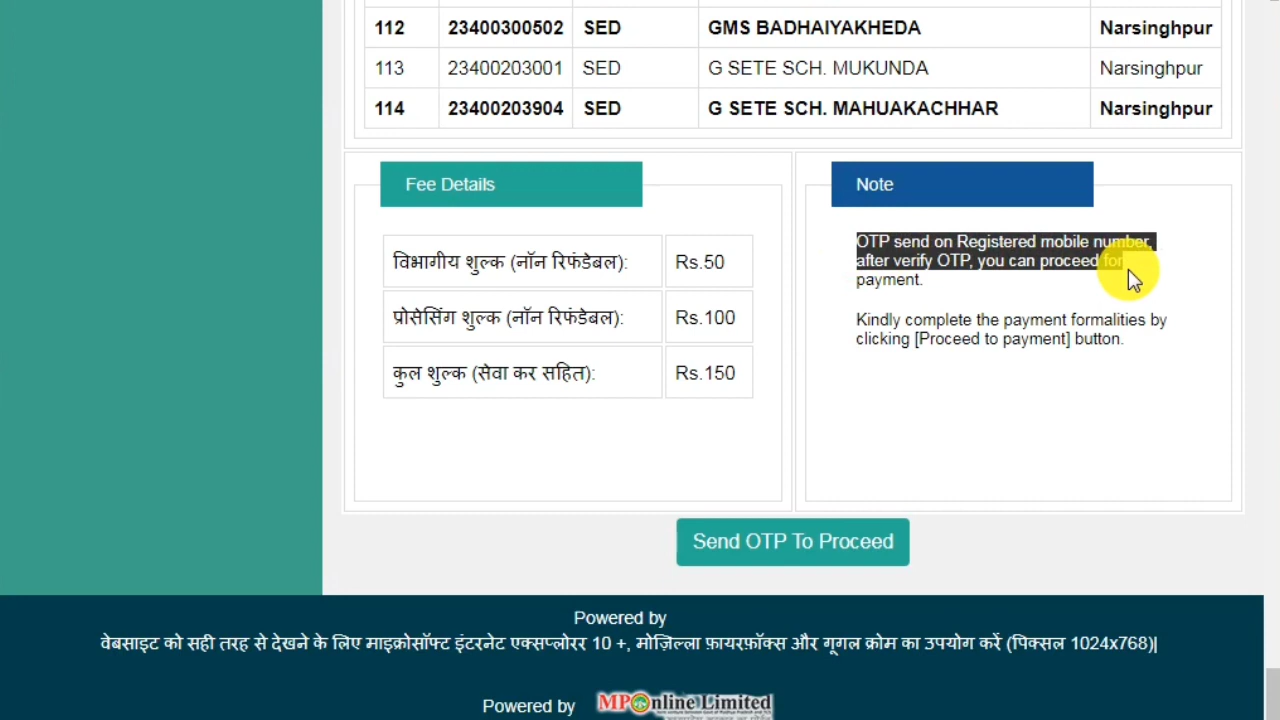 112 23400300502 SED GMS BADHAIYAKHEDA Narsinghpur
113 23400203001 SED G SETE SCH. MUKUNDA Narsinghpur
114 23400203904 SED G SETE SCH. MAHUAKACHHAR Narsinghpur
Fee Details
विभागीय शुल्क (नॉन रिफंडेबल): Rs.50
प्रोसेसिंग शुल्क (नॉन रिफंडेबल): Rs.100
कुल शुल्क (सेवा कर सहित): Rs.150
Note
OTP send on Registered mobile number,
after verify OTP, you can proceed for
payment.
Kindly complete the payment formalities by
clicking [Proceed to payment] button.
Send OTP To Proceed
Powered by
वेबसाइट को सही तरह से देखने के लिए माइक्रोसॉफ्ट इंटरनेट एक्सप्लोरर 10 +, मोज़िल्ला फ़ायरफ़ॉक्स और गूगल क्रोम का उपयोग करें (पिक्सल 1024x768)|
Powered by MPOnline Limited